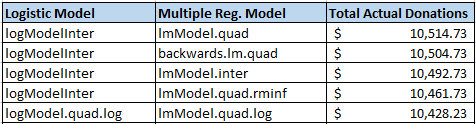 Logistic Model Multiple Reg. Model Total Actual Donations
logModelInter lmModel.quad $ 10,514.73
logModelInter backwards.lm.quad $ 10,504.73
logModelInter lmModel.inter $ 10,492.73
logModelInter lmModel.quad.rminf $ 10,461.73
logModel.quad.log lmModel.quad.log $ 10,428.23